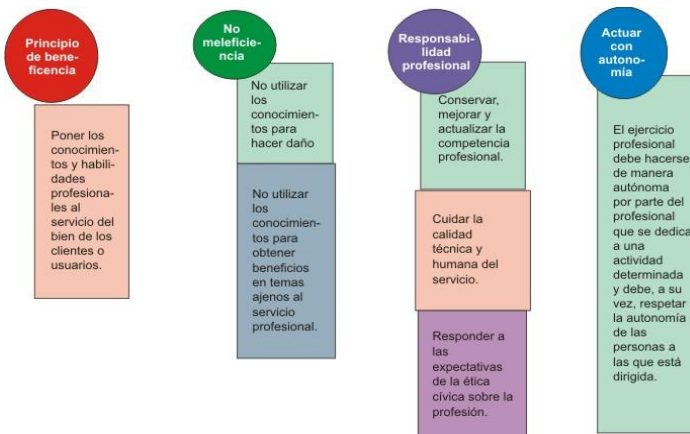 Principio
de bene-
ficencia
Poner los
conocimien-
tos y habili-
dades
profesiona-
les al
servicio del
bien de los
clientes o
usuarios.
No
meleficie-
ncia
No utilizar
los
conocimien-
tos para
hacer daño
No utilizar
los
conocimien-
tos para
obtener
beneficios
en temas
ajenos al
servicio
profesional.
Responsabi-
lidad
profesional
Conservar,
mejorar y
actualizar la
competencia
profesional.
Cuidar la
calidad
técnica y
humana del
servicio.
Responder a
las
expectativas
de la ética
cívica sobre la
profesión.
Actuar
con
autono-
mía
El ejercicio
profesional
debe hacerse
de manera
autónoma
por parte del
profesional
que se dedica
a una
actividad
determinada
y debe, a su
vez, respetar
la autonomía
de las
personas a
las que está
dirigida.